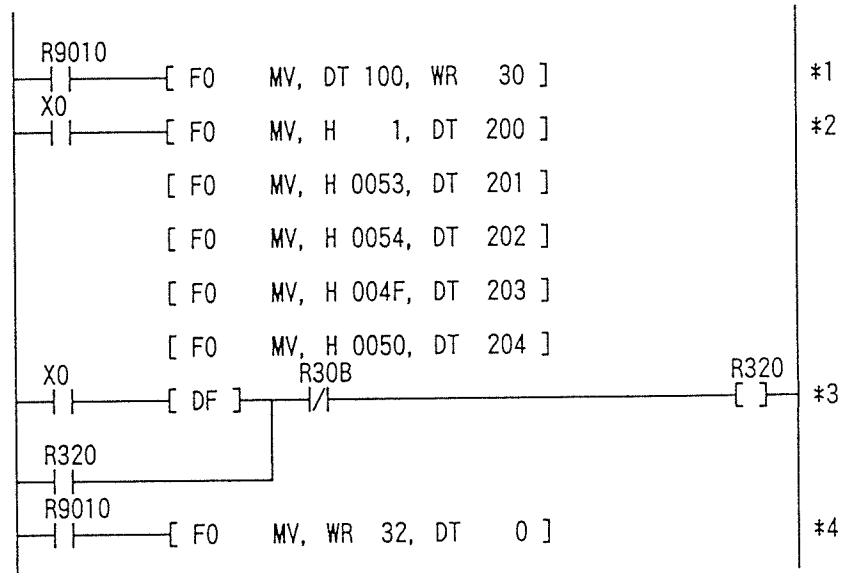 R9010
[ F0 MV, DT 100, WR 30 ] *1
X0
[ F0 MV, H 1, DT 200 ] *2
[ F0 MV, H 0053, DT 201 ]
[ F0 MV, H 0054, DT 202 ]
[ F0 MV, H 004F, DT 203 ]
[ F0 MV, H 0050, DT 204 ]
X0 R30B R320
[ DF ] [ ] *3
R320
R9010
[ F0 MV, WR 32, DT 0 ] *4